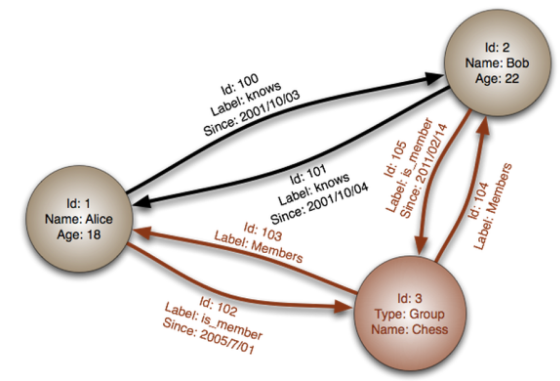 Id: 2
Name: Bob
Age: 22
Id: 100
Label: knows
Since: 2001/10/03
Id: 101
Label: knows
Since: 2001/10/04
Id: 105
Label: is_member
Since: 2011/02/14
Id: 104
Label: Members
Id: 1
Name: Alice
Age: 18
Id: 103
Label: Members
Id: 102
Label: is_member
Since: 2005/7/01
Id: 3
Type: Group
Name: Chess